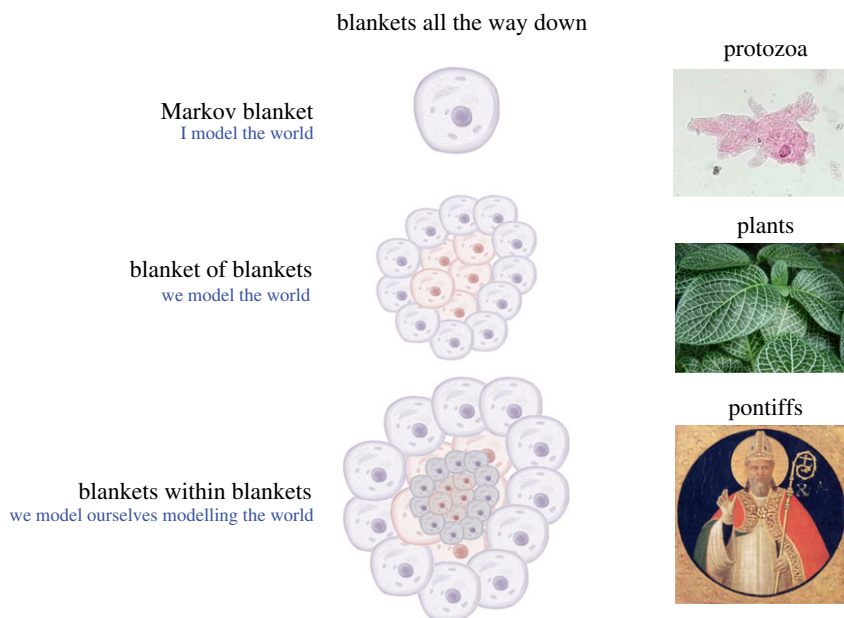 blankets all the way down
protozoa
Markov blanket
I model the world
plants
blanket of blankets
we model the world
pontiffs
blankets within blankets
we model ourselves modelling the world